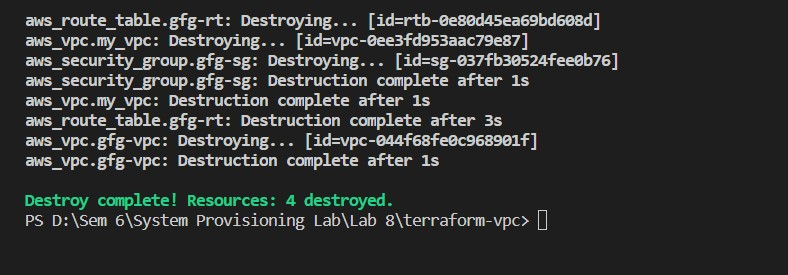 aws_route_table.gfg-rt: Destroying... [id=rtb-0e80d45ea69bd608d]
aws_vpc.my_vpc: Destroying... [id=vpc-0ee3fd953aac79e87]
aws_security_group.gfg-sg: Destroying... [id=sg-037fb30524fee0b76]
aws_security_group.gfg-sg: Destruction complete after 1s
aws_vpc.my_vpc: Destruction complete after 1s
aws_route_table.gfg-rt: Destruction complete after 3s
aws_vpc.gfg-vpc: Destroying... [id=vpc-044f68fe0c968901f]
aws_vpc.gfg-vpc: Destruction complete after 1s
Destroy complete! Resources: 4 destroyed.
PS D:\Sem 6\System Provisioning Lab\Lab 8\terraform-vpc>